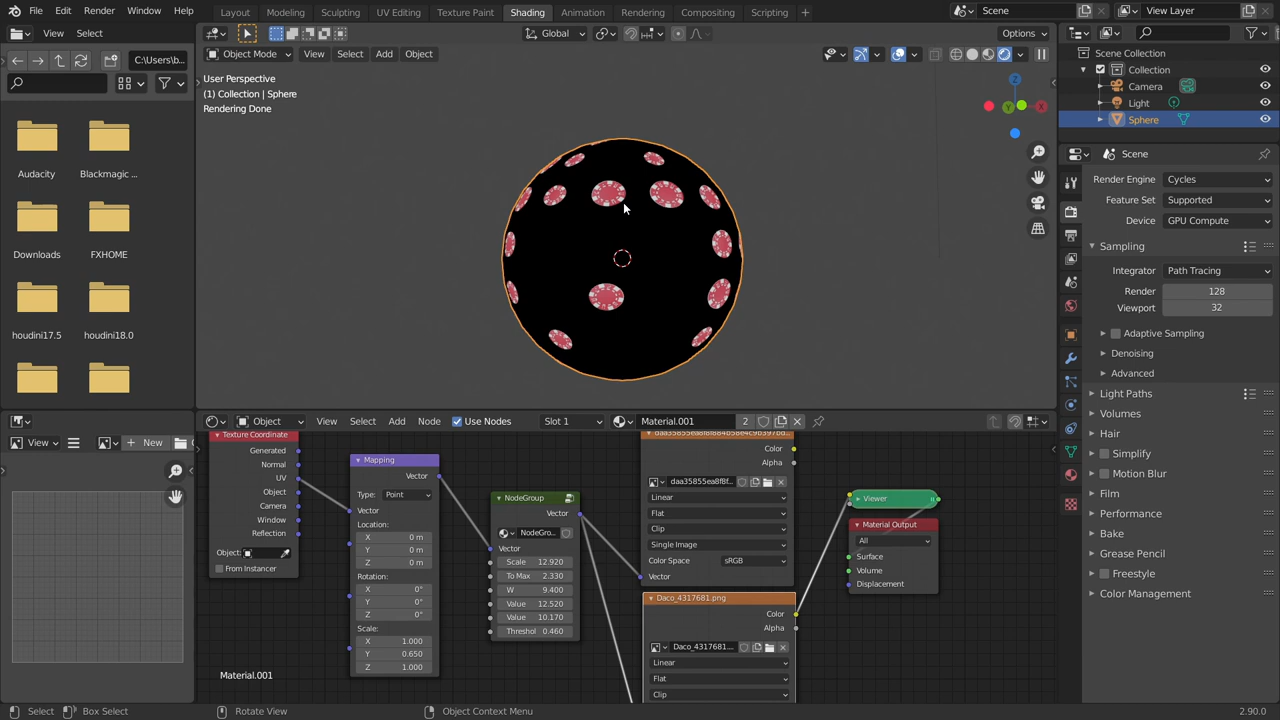 File Edit Render Window Help Layout Modeling Sculpting UV Editing Texture Paint Shading Animation Rendering Compositing Scripting + Scene View Layer
View Select Global Options
C:\Users\b... Object Mode View Select Add Object
User Perspective
(1) Collection | Sphere
Rendering Done
Audacity Blackmagic ...
Downloads FXHOME
houdini17.5 houdini18.0
Scene Collection
Collection
Camera
Light
Sphere
Scene
Render Engine Cycles
Feature Set Supported
Device GPU Compute
Sampling
Integrator Path Tracing
Render 128
Viewport 32
Adaptive Sampling
Denoising
Advanced
Light Paths
Volumes
Hair
Simplify
Motion Blur
Film
Performance
Bake
Grease Pencil
Freestyle
Color Management
View New
Object View Select Add Node Use Nodes Slot 1 Material.001 2
Texture Coordinate
Generated
Normal
UV
Object
Camera
Window
Reflection
Object:
From Instancer
Mapping
Vector
Type: Point
Vector
Location:
X 0 m
Y 0 m
Z 0 m
Rotation:
X 0°
Y 0°
Z 0°
Scale:
X 1.000
Y 0.650
Z 1.000
NodeGroup
Vector
NodeGro...
Vector
Scale 12.920
To Max 2.330
W 9.400
Value 12.520
Value 10.170
Threshol 0.460
Color
Alpha
daa35855ea8f8f...
Linear
Flat
Clip
Single Image
Color Space sRGB
Vector
Daco_4317681.png
Color
Alpha
Daco_4317681....
Linear
Flat
Clip
Viewer
Material Output
All
Surface
Volume
Displacement
Material.001
Select Box Select Rotate View Object Context Menu 2.90.0